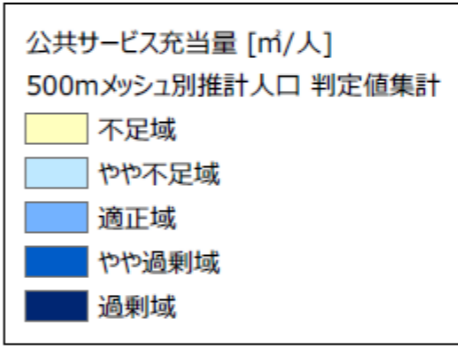 公共サービス充当量 [㎡/人]
500mメッシュ別推計人口 判定値集計
不足域
やや不足域
適正域
やや過剰域
過剰域